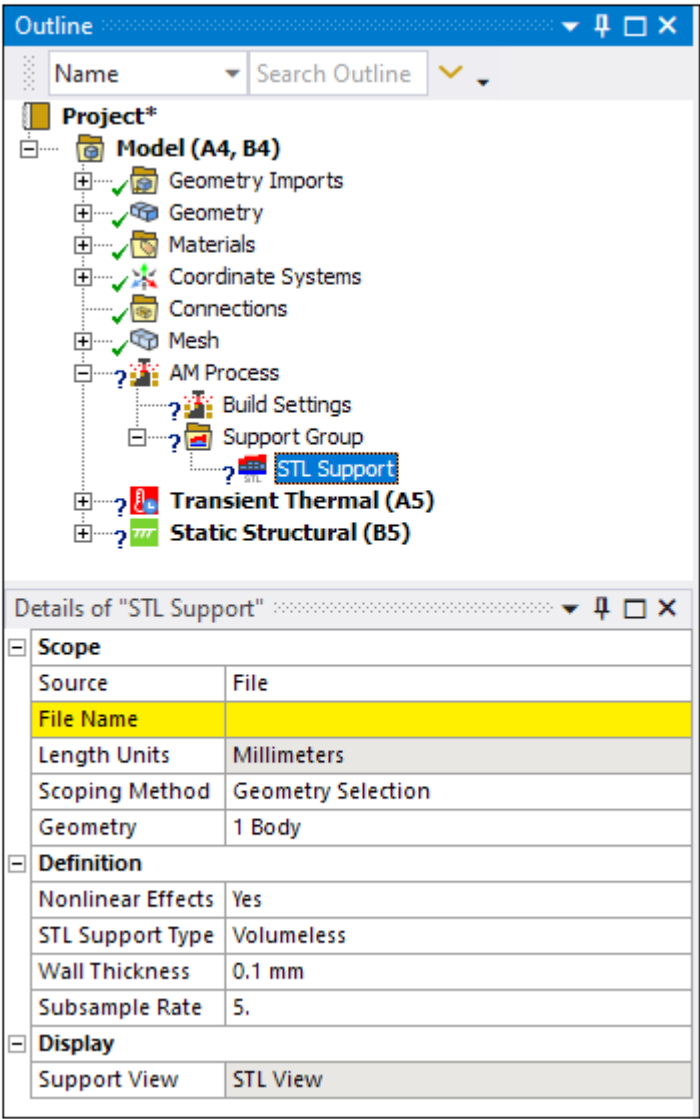 Outline
Name Search Outline
Project*
Model (A4, B4)
Geometry Imports
Geometry
Materials
Coordinate Systems
Connections
Mesh
AM Process
Build Settings
Support Group
STL STL Support
Transient Thermal (A5)
Static Structural (B5)
Details of "STL Support"
Scope
Source File
File Name
Length Units Millimeters
Scoping Method Geometry Selection
Geometry 1 Body
Definition
Nonlinear Effects Yes
STL Support Type Volumeless
Wall Thickness 0.1 mm
Subsample Rate 5.
Display
Support View STL View